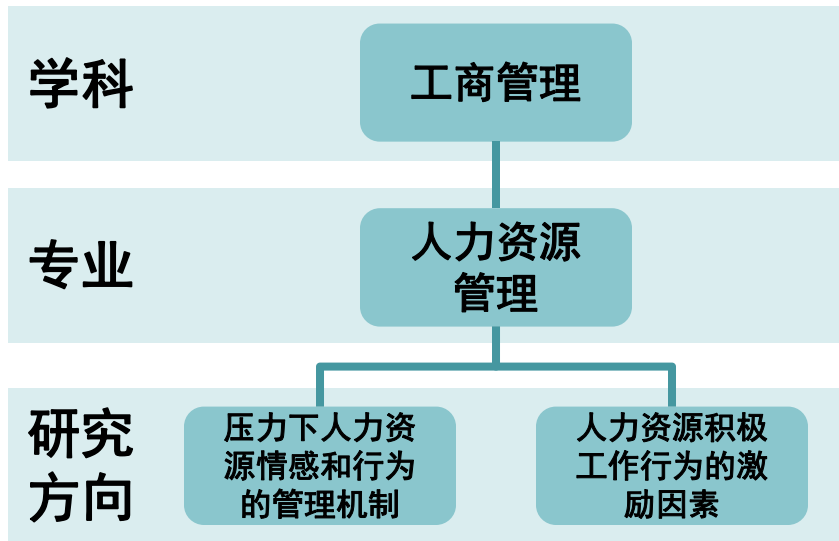 学科
工商管理
专业
人力资源
管理
研究
方向
压力下人力资
源情感和行为
的管理机制
人力资源积极
工作行为的激
励因素